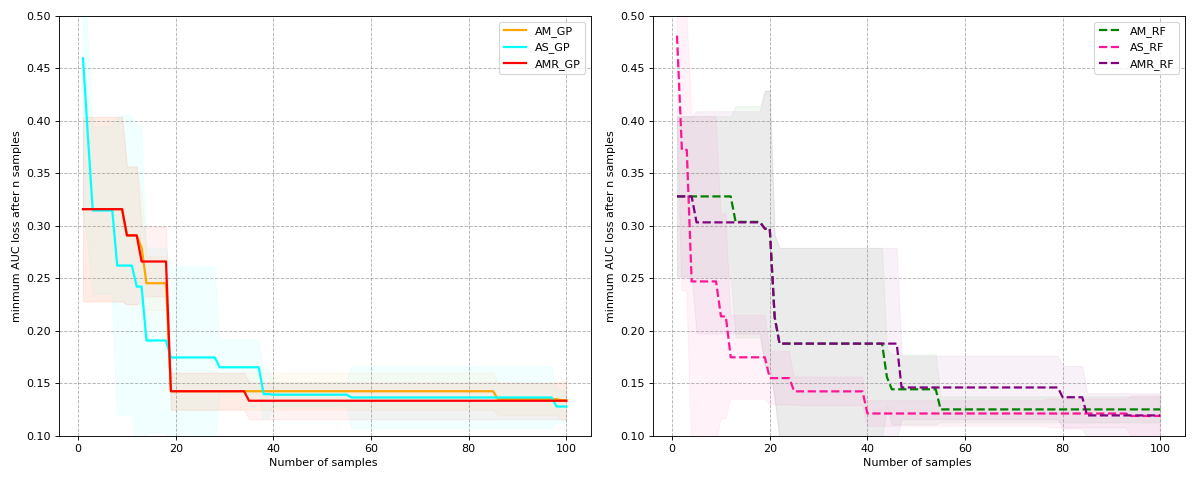 0.50
0.45
0.40
0.35
0.30
0.25
0.20
0.15
0.10
minmum AUC loss after n samples
0 20 40 60 80 100
Number of samples
AM_GP
AS_GP
AMR_GP
0.50
0.45
0.40
0.35
0.30
0.25
0.20
0.15
0.10
minmum AUC loss after n samples
0 20 40 60 80 100
Number of samples
AM_RF
AS_RF
AMR_RF